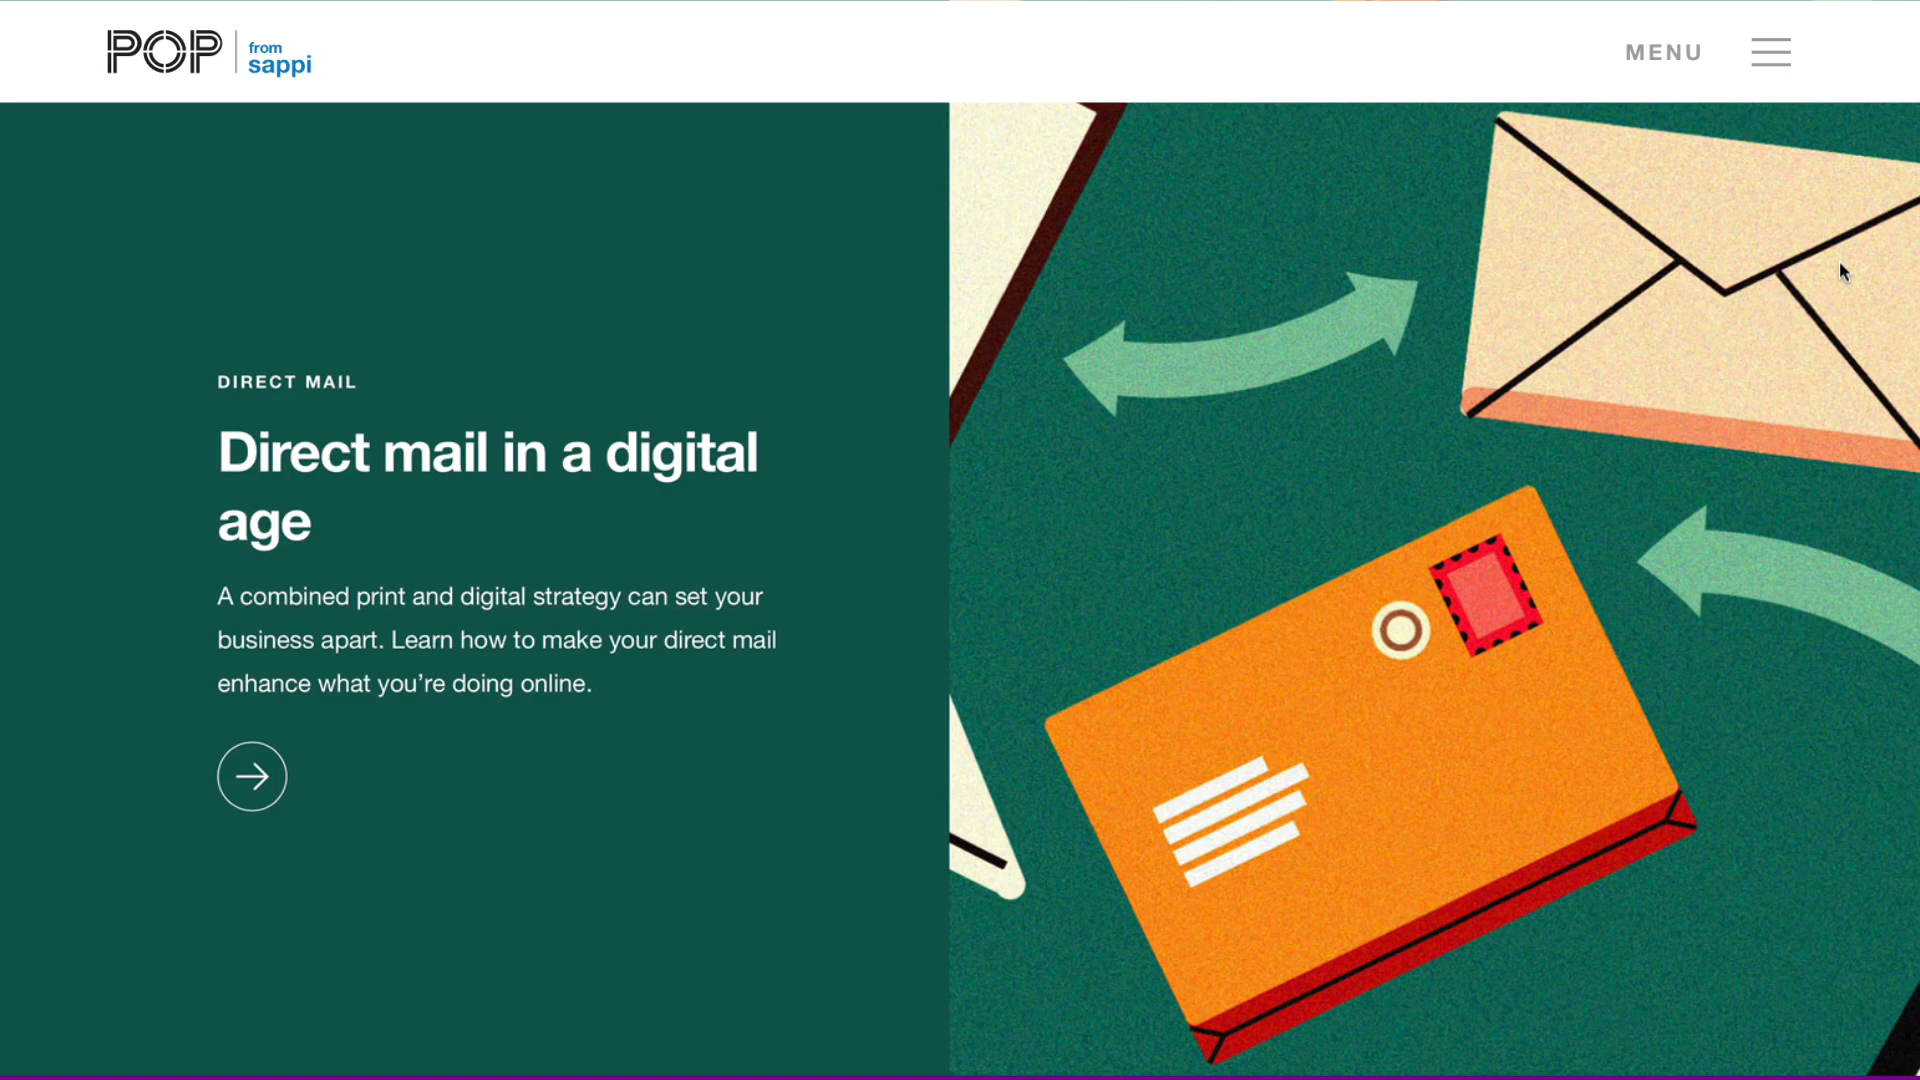 POP
from
sappi
MENU
DIRECT MAIL
Direct mail in a digital
age
A combined print and digital strategy can set your
business apart. Learn how to make your direct mail
enhance what you’re doing online.